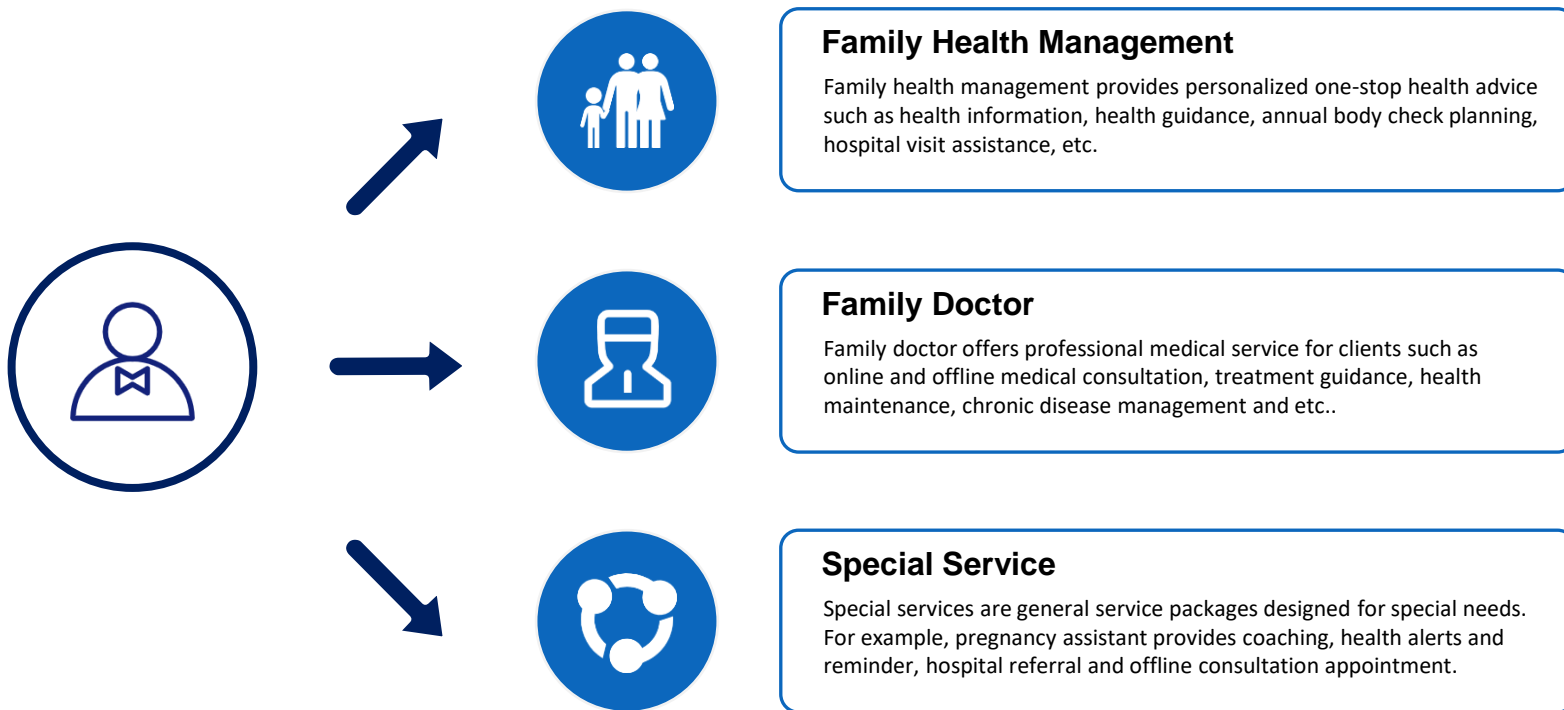 Family Health Management
Family health management provides personalized one-stop health advice
such as health information, health guidance, annual body check planning,
hospital visit assistance, etc.
Family Doctor
Family doctor offers professional medical service for clients such as
online and offline medical consultation, treatment guidance, health
maintenance, chronic disease management and etc..
Special Service
Special services are general service packages designed for special needs.
For example, pregnancy assistant provides coaching, health alerts and
reminder, hospital referral and offline consultation appointment.